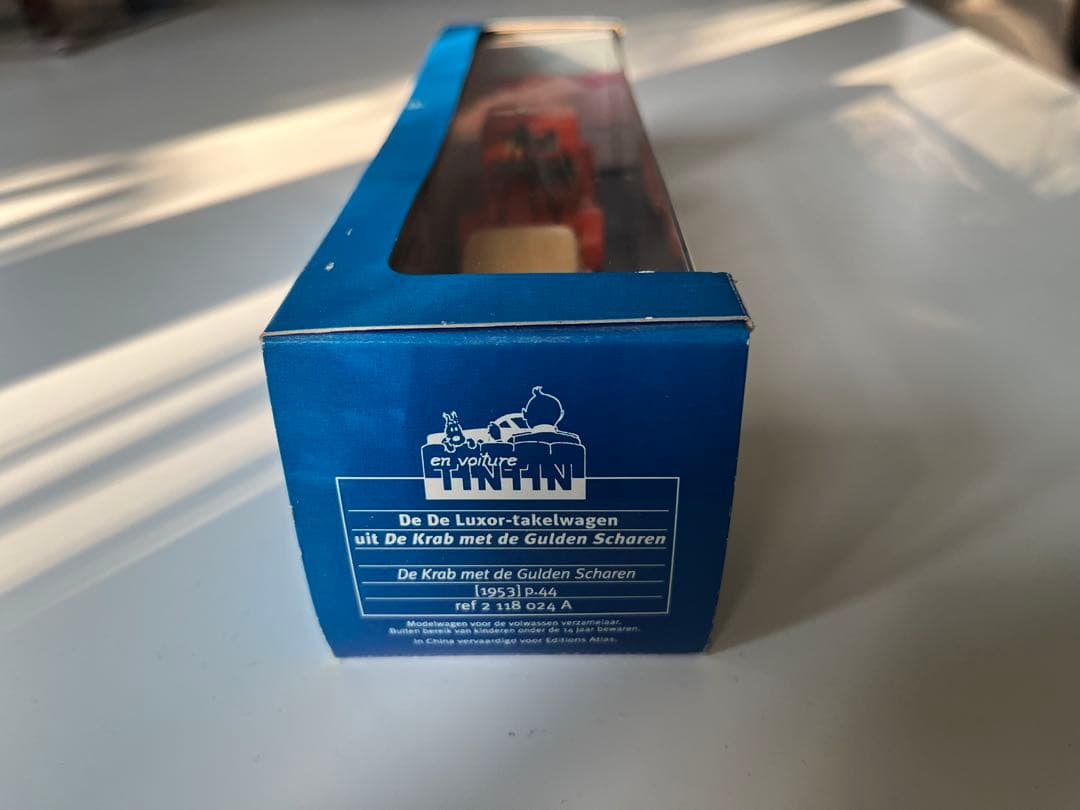 en voiture
TINTIN
De De Luxor-takelwagen
uit De Krab met de Gulden Scharen
De Krab met de Gulden Scharen
[1953] p.44
ref 2 118 024 A
Modelwagen voor de volwassen verzamelaar.
Buiten bereik van kinderen onder de 14 jaar bewaren.
In China vervaardigd voor Editions Atlas.